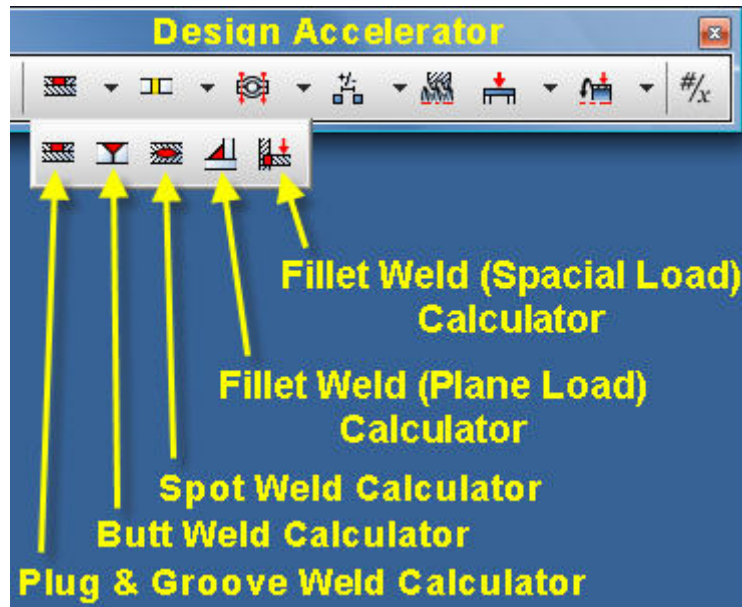 Design Accelerator
+/-
#/x
Fillet Weld (Spacial Load)
Calculator
Fillet Weld (Plane Load)
Calculator
Spot Weld Calculator
Butt Weld Calculator
Plug & Groove Weld Calculator